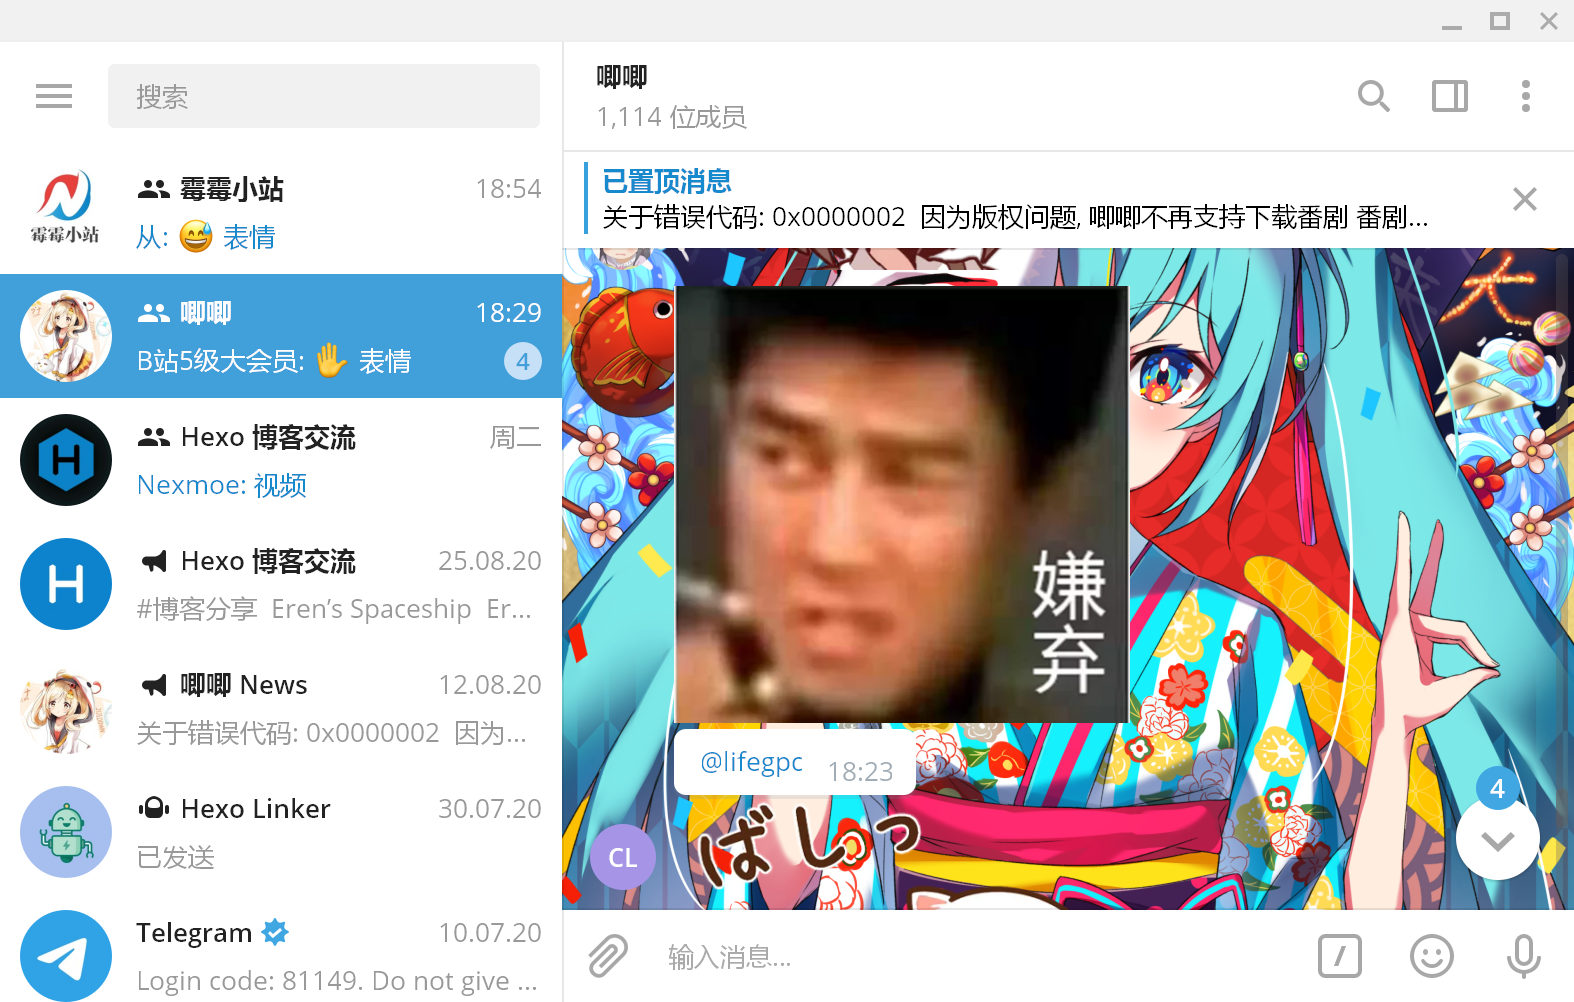 搜索
霉霉小站
霉霉小站
18:54
从: 😅 表情
唧唧
18:29
B站5级大会员: 🖐 表情
4
Hexo 博客交流
周二
Nexmoe: 视频
Hexo 博客交流
25.08.20
#博客分享 Eren’s Spaceship Er...
唧唧 News
12.08.20
关于错误代码: 0x0000002 因为...
Hexo Linker
30.07.20
已发送
Telegram
10.07.20
Login code: 81149. Do not give ...
唧唧
1,114 位成员
已置顶消息
关于错误代码: 0x0000002 因为版权问题, 唧唧不再支持下载番剧 番剧...
嫌
弃
@lifegpc 18:23
ばしっ
CL
4
输入消息...